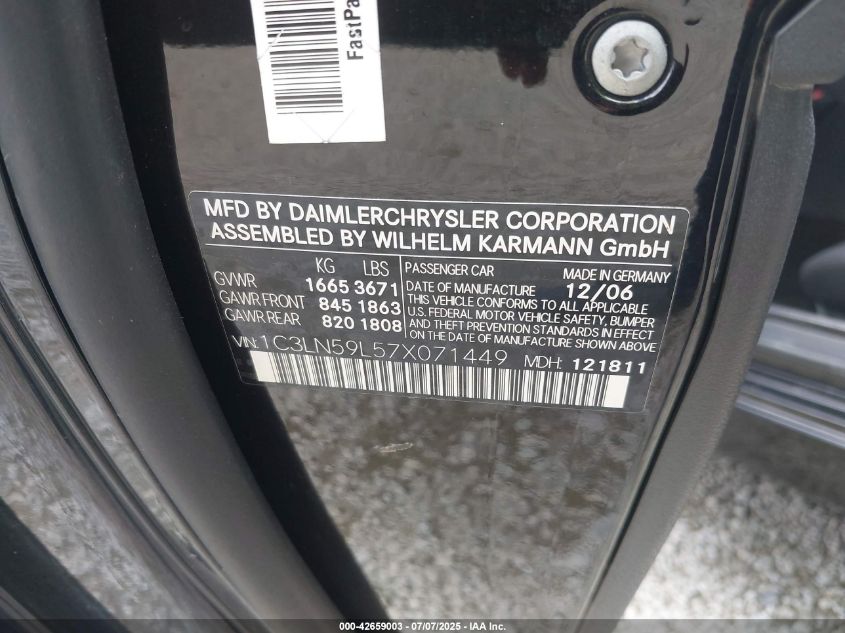 FastPa
MFD BY DAIMLERCHRYSLER CORPORATION
ASSEMBLED BY WILHELM KARMANN GmbH
KG LBS
GVWR 1665 3671
GAWR FRONT 845 1863
GAWR REAR 820 1808
PASSENGER CAR MADE IN GERMANY
DATE OF MANUFACTURE 12/06
THIS VEHICLE CONFORMS TO ALL APPLICABLE
U.S. FEDERAL MOTOR VEHICLE SAFETY, BUMPER
AND THEFT PREVENTION STANDARDS IN EFFECT
ON THE DATE OF MANUFACTURE
VIN: 1C3LN59L57X071449 MDH: 121811
000-42659003 - 07/07/2025 - IAA Inc.